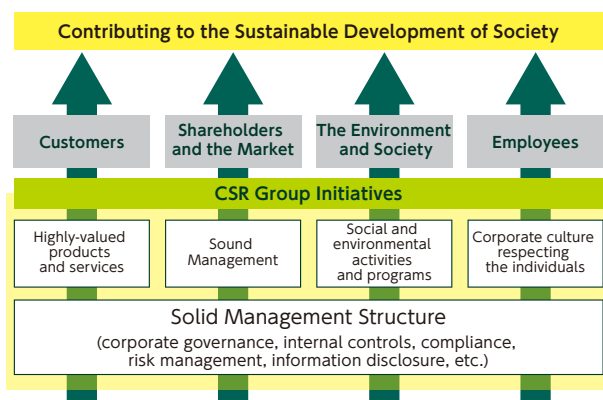 Contributing to the Sustainable Development of Society
Customers
Shareholders
and the Market
The Environment
and Society
Employees
CSR Group Initiatives
Highly-valued
products
and services
Sound
Management
Social and
environmental
activities
and programs
Corporate culture
respecting
the individuals
Solid Management Structure
(corporate governance, internal controls, compliance,
risk management, information disclosure, etc.)